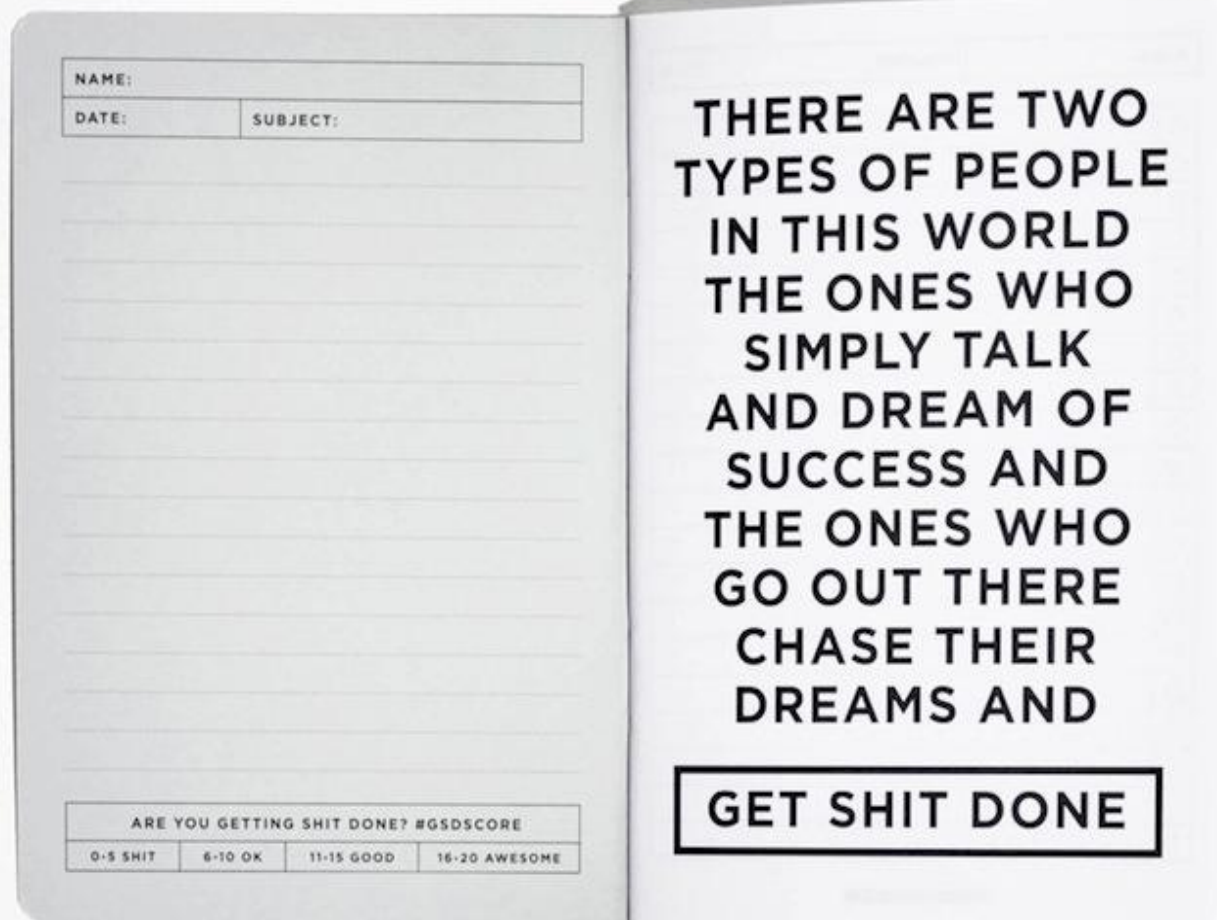 NAME:
DATE: SUBJECT:
ARE YOU GETTING SHIT DONE? #GSDSCORE
0-5 SHIT 6-10 OK 11-15 GOOD 16-20 AWESOME
THERE ARE TWO
TYPES OF PEOPLE
IN THIS WORLD
THE ONES WHO
SIMPLY TALK
AND DREAM OF
SUCCESS AND
THE ONES WHO
GO OUT THERE
CHASE THEIR
DREAMS AND
GET SHIT DONE